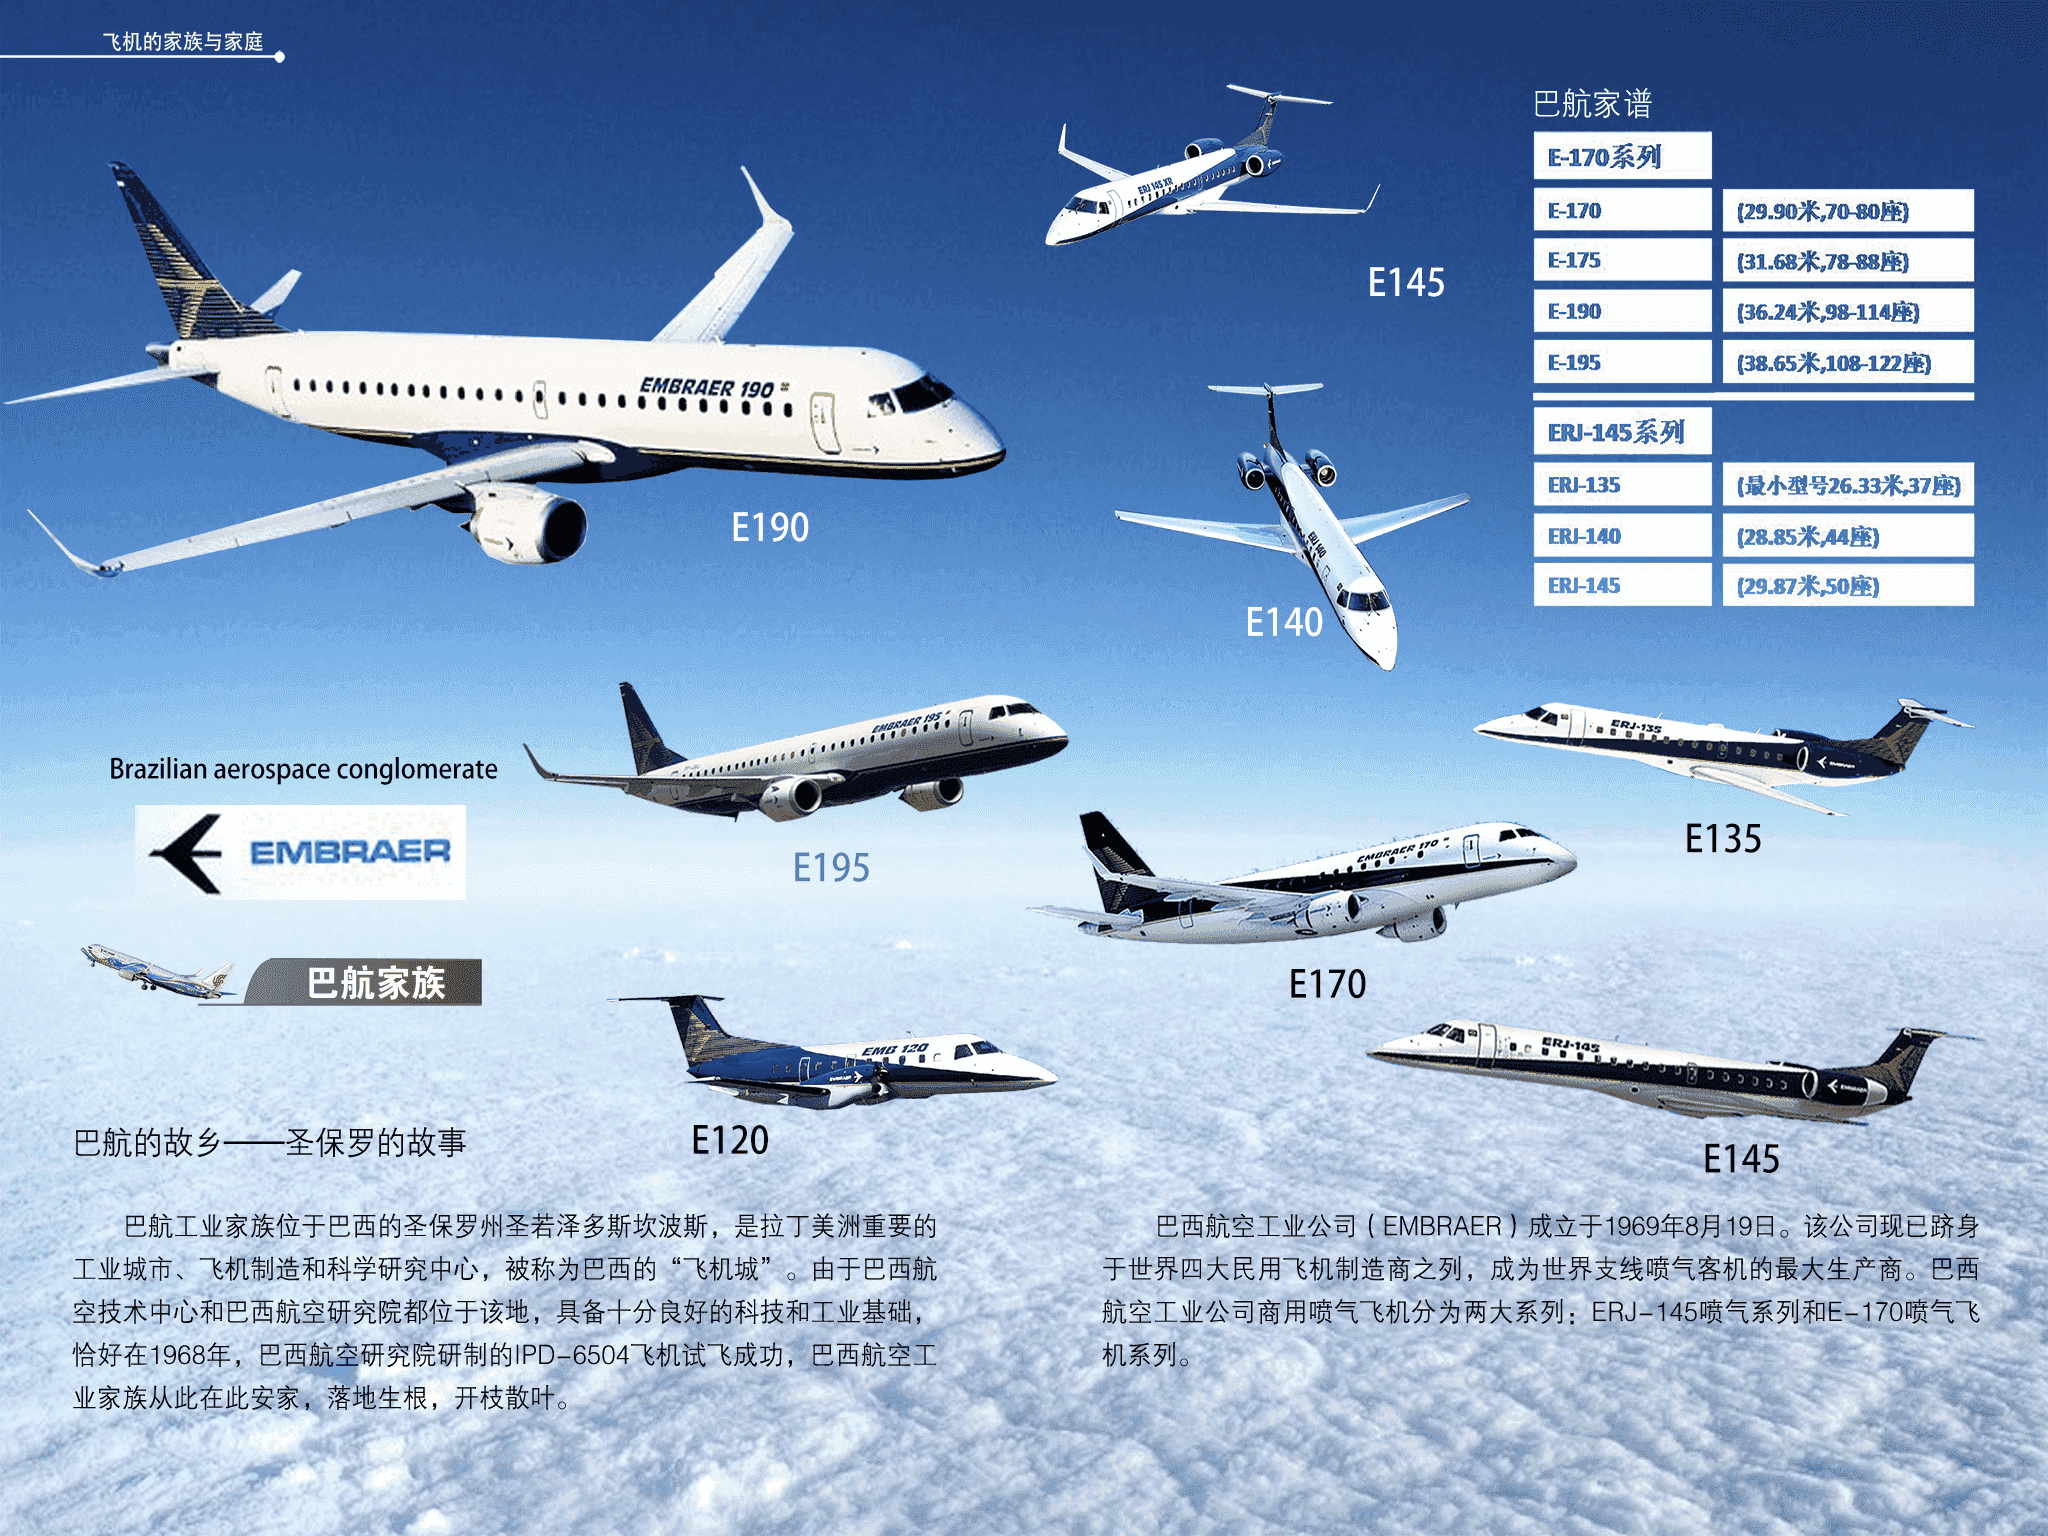 飞机的家族与家庭
EMBRAER 190
E190
ERJ 145 XR
E145
ERJ 140
E140
巴航家谱
E-170系列
E-170 (29.90米,70-80座)
E-175 (31.68米,78-88座)
E-190 (36.24米,98-114座)
E-195 (38.65米,108-122座)
ERJ-145系列
ERJ-135 (最小型号26.33米,37座)
ERJ-140 (28.85米,44座)
ERJ-145 (29.87米,50座)
Brazilian aerospace conglomerate
EMBRAER
巴航家族
EMBRAER 195
E195
ERJ-135
EMBRAER
E135
EMBRAER 170
E170
EMB 120
EMBRAER
E120
ERJ-145
EMBRAER
E145
巴航的故乡——圣保罗的故事
巴航工业家族位于巴西的圣保罗州圣若泽多斯坎波斯，是拉丁美洲重要的
工业城市、飞机制造和科学研究中心，被称为巴西的“飞机城”。由于巴西航
空技术中心和巴西航空研究院都位于该地，具备十分良好的科技和工业基础，
恰好在1968年，巴西航空研究院研制的IPD-6504飞机试飞成功，巴西航空工
业家族从此在此安家，落地生根，开枝散叶。
巴西航空工业公司（EMBRAER）成立于1969年8月19日。该公司现已跻身
于世界四大民用飞机制造商之列，成为世界支线喷气客机的最大生产商。巴西
航空工业公司商用喷气飞机分为两大系列：ERJ-145喷气系列和E-170喷气飞
机系列。